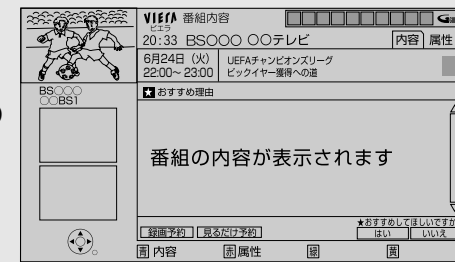 VIErA 番組内容
ビエラ
20:33 BS○○○ ○○テレビ
内容 属性
6月24日（火） UEFAチャンピオンズリーグ
22:00～23:00 ビックイヤー獲得への道
BS○○○
○○BS1
★おすすめ理由
番組の内容が表示されます
録画予約 見るだけ予約
★おすすめしてほしいですか
はい いいえ
青 内容 赤 属性 緑 黄